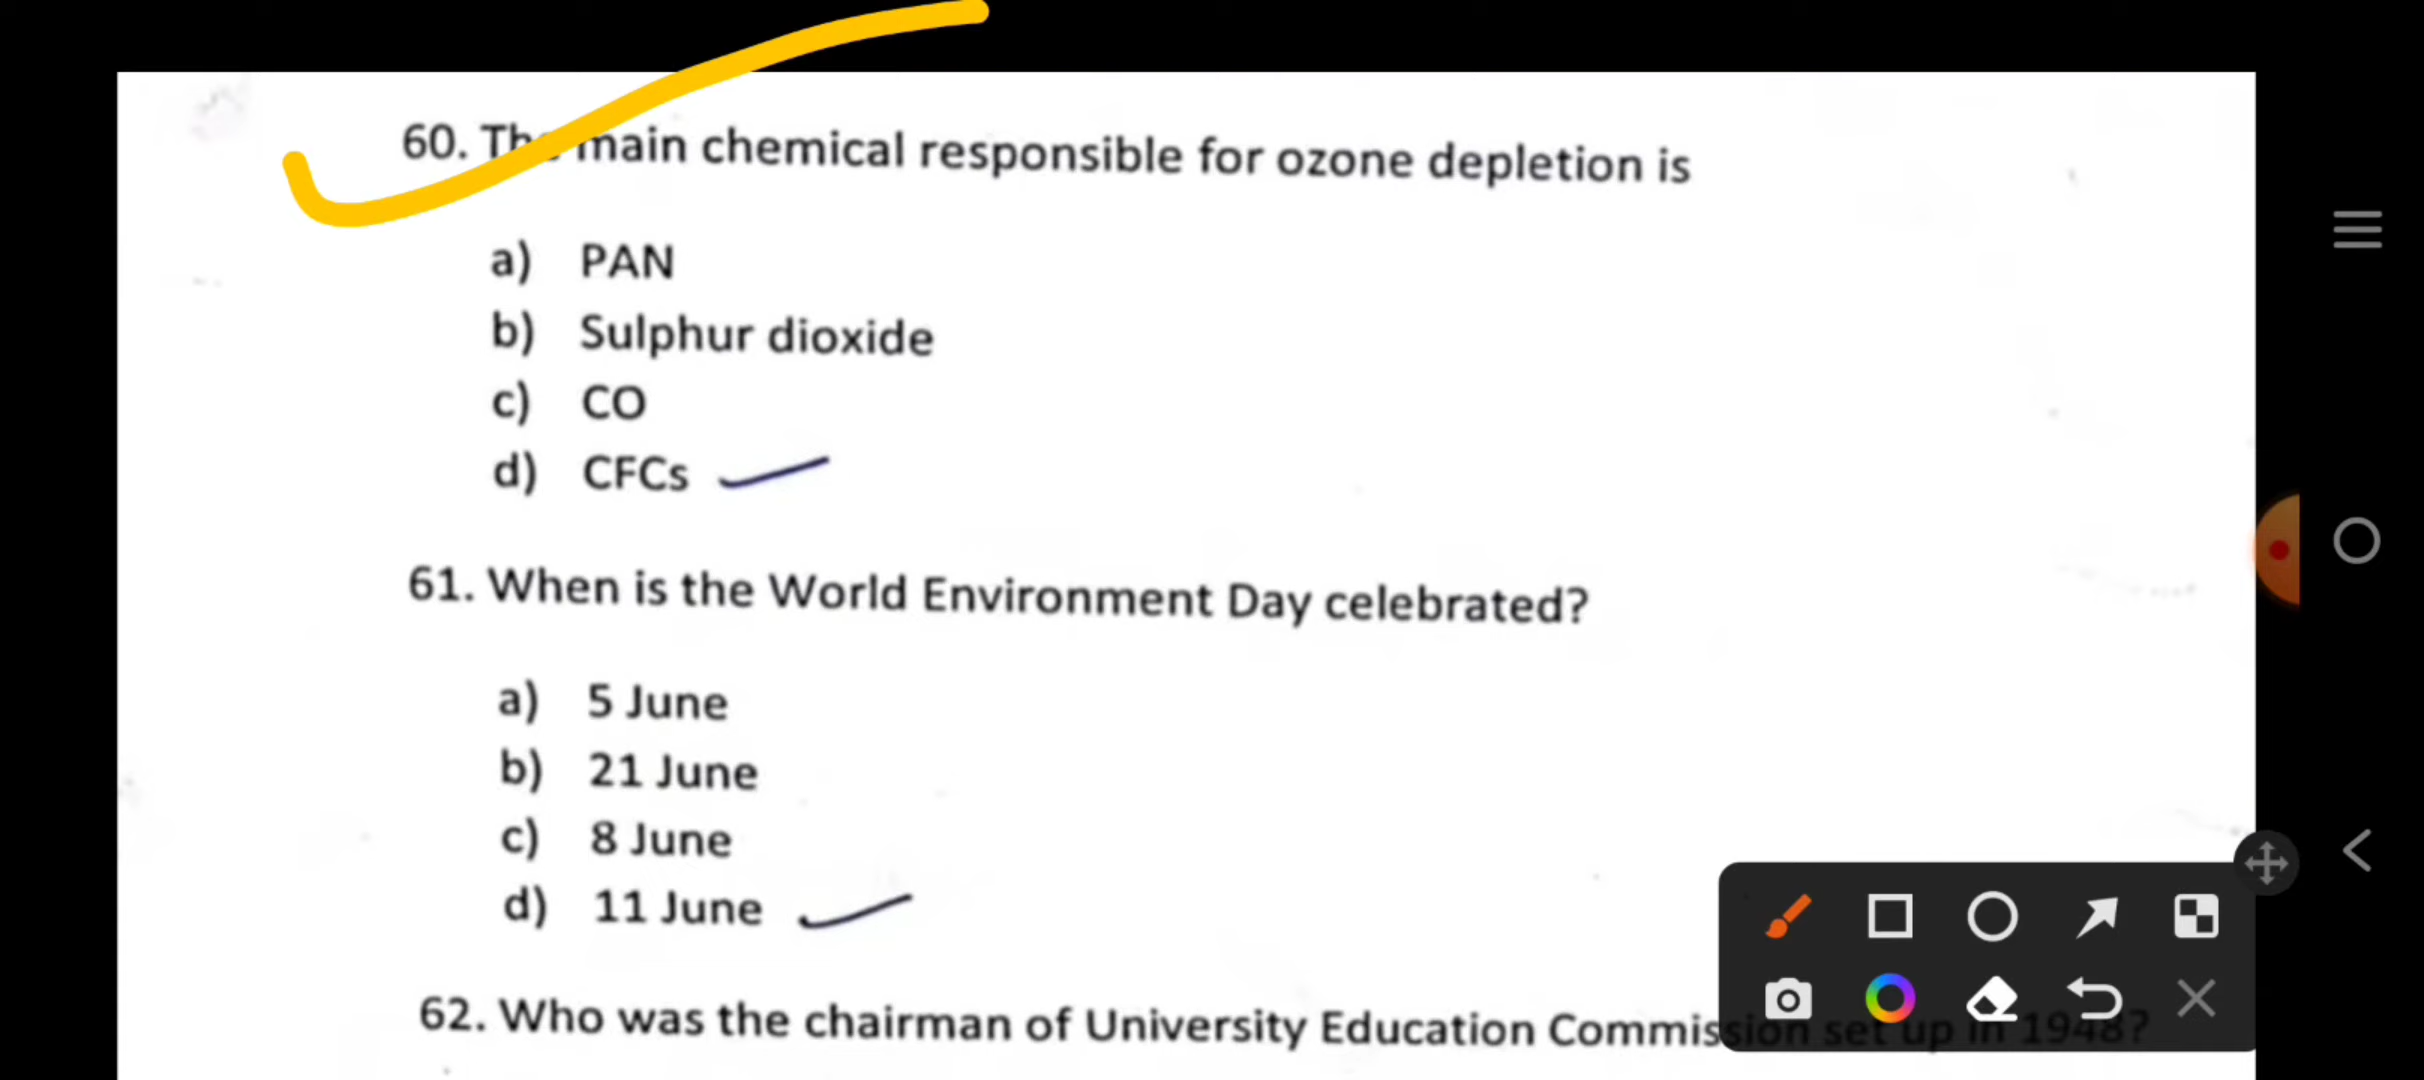 60. The main chemical responsible for ozone depletion is
a) PAN
b) Sulphur dioxide
c) CO
d) CFCs
61. When is the World Environment Day celebrated?
a) 5 June
b) 21 June
c) 8 June
d) 11 June
62. Who was the chairman of University Education Commission set up in 1948?